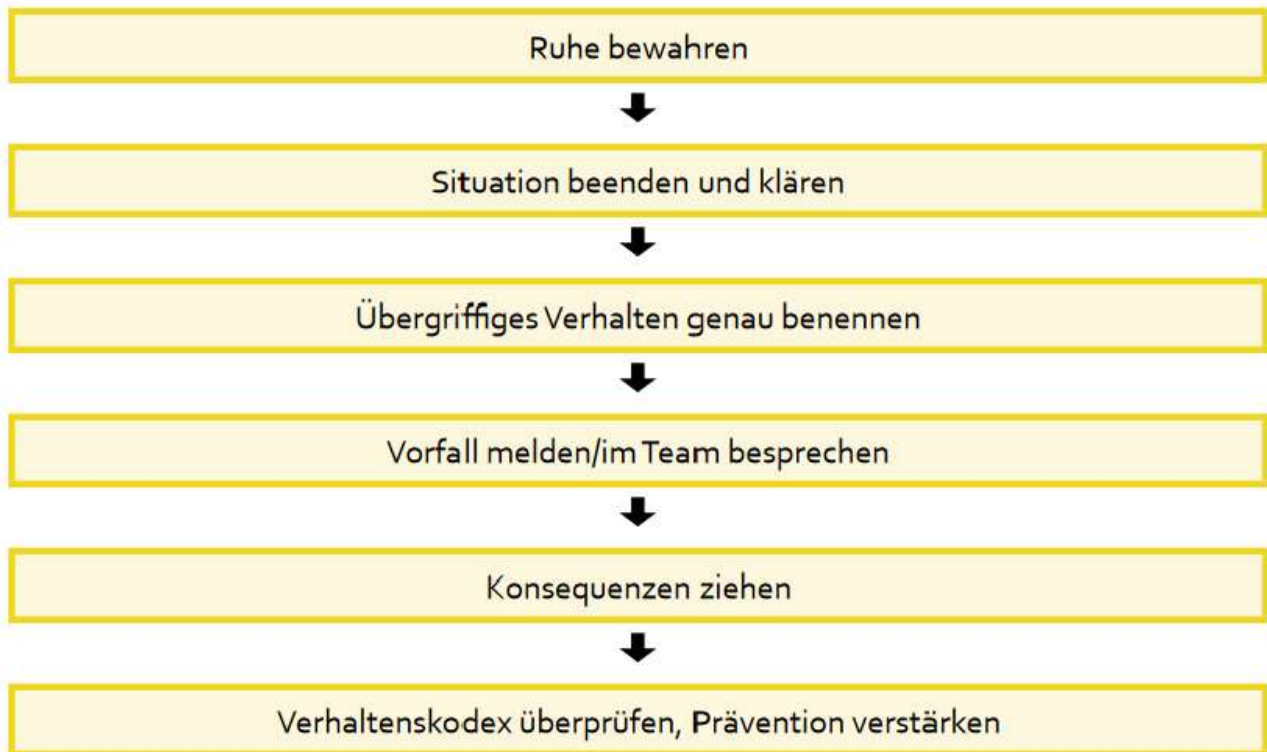 Ruhe bewahren
Situation beenden und klären
Übergriffiges Verhalten genau benennen
Vorfall melden/im Team besprechen
Konsequenzen ziehen
Verhaltenskodex überprüfen, Prävention verstärken